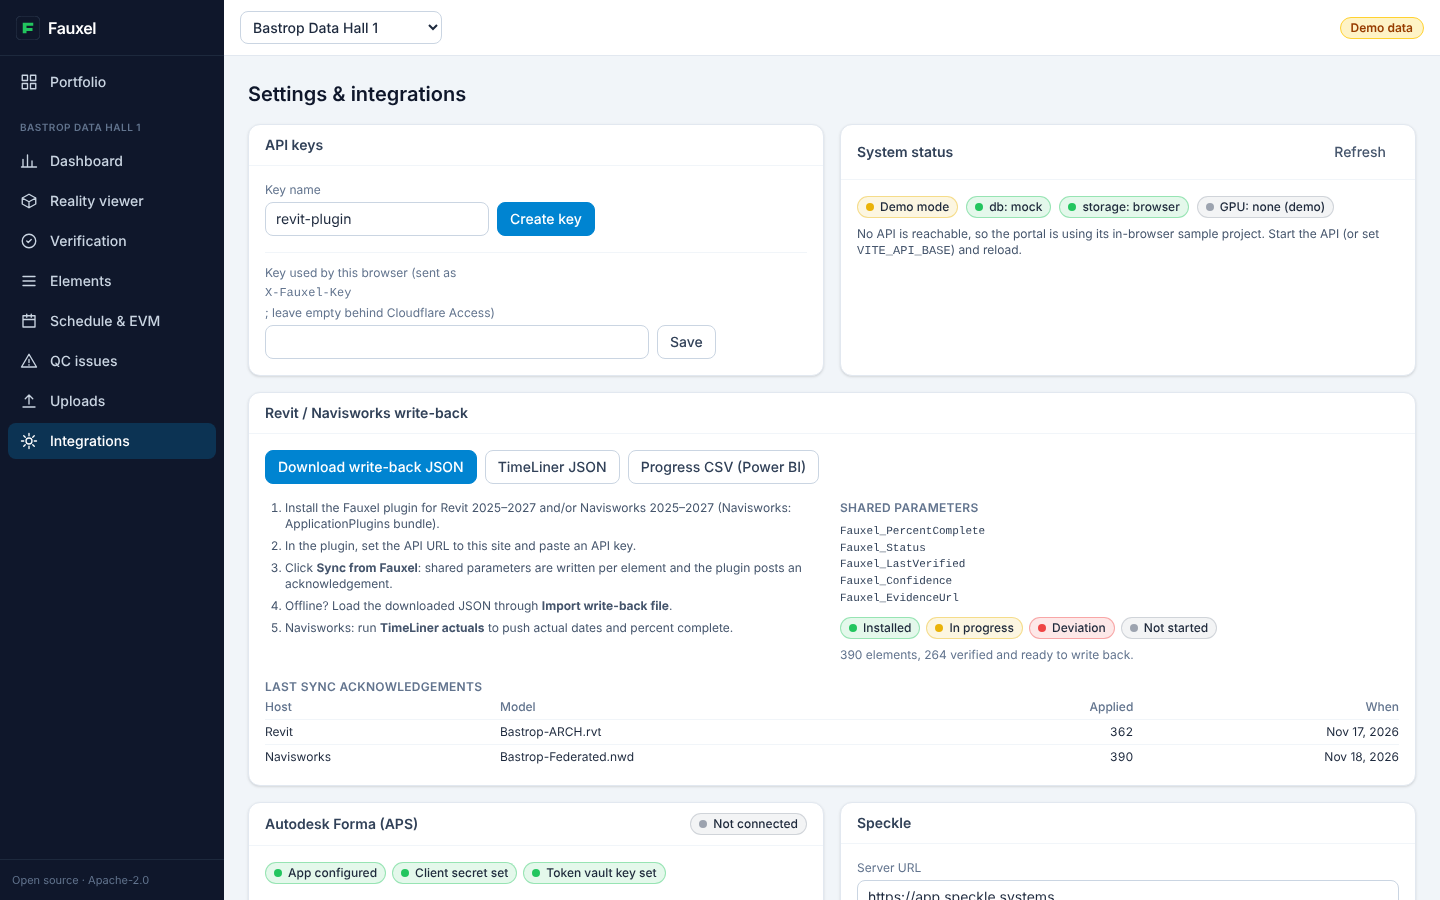 Fauxel
Bastrop Data Hall 1
Demo data
Portfolio
BASTROP DATA HALL 1
Dashboard
Reality viewer
Verification
Elements
Schedule & EVM
QC issues
Uploads
Integrations
Open source · Apache-2.0
Settings & integrations
API keys
Key name
revit-plugin
Create key
Key used by this browser (sent as
X-Fauxel-Key
; leave empty behind Cloudflare Access)
Save
System status
Refresh
Demo mode
db: mock
storage: browser
GPU: none (demo)
No API is reachable, so the portal is using its in-browser sample project. Start the API (or set
VITE_API_BASE) and reload.
Revit / Navisworks write-back
Download write-back JSON
TimeLiner JSON
Progress CSV (Power BI)
1. Install the Fauxel plugin for Revit 2025–2027 and/or Navisworks 2025–2027 (Navisworks:
ApplicationPlugins bundle).
2. In the plugin, set the API URL to this site and paste an API key.
3. Click Sync from Fauxel: shared parameters are written per element and the plugin posts an
acknowledgement.
4. Offline? Load the downloaded JSON through Import write-back file.
5. Navisworks: run TimeLiner actuals to push actual dates and percent complete.
SHARED PARAMETERS
Fauxel_PercentComplete
Fauxel_Status
Fauxel_LastVerified
Fauxel_Confidence
Fauxel_EvidenceUrl
Installed
In progress
Deviation
Not started
390 elements, 264 verified and ready to write back.
LAST SYNC ACKNOWLEDGEMENTS
Host Model Applied When
Revit Bastrop-ARCH.rvt 362 Nov 17, 2026
Navisworks Bastrop-Federated.nwd 390 Nov 18, 2026
Autodesk Forma (APS)
Not connected
App configured
Client secret set
Token vault key set
Speckle
Server URL
https://app.speckle.systems